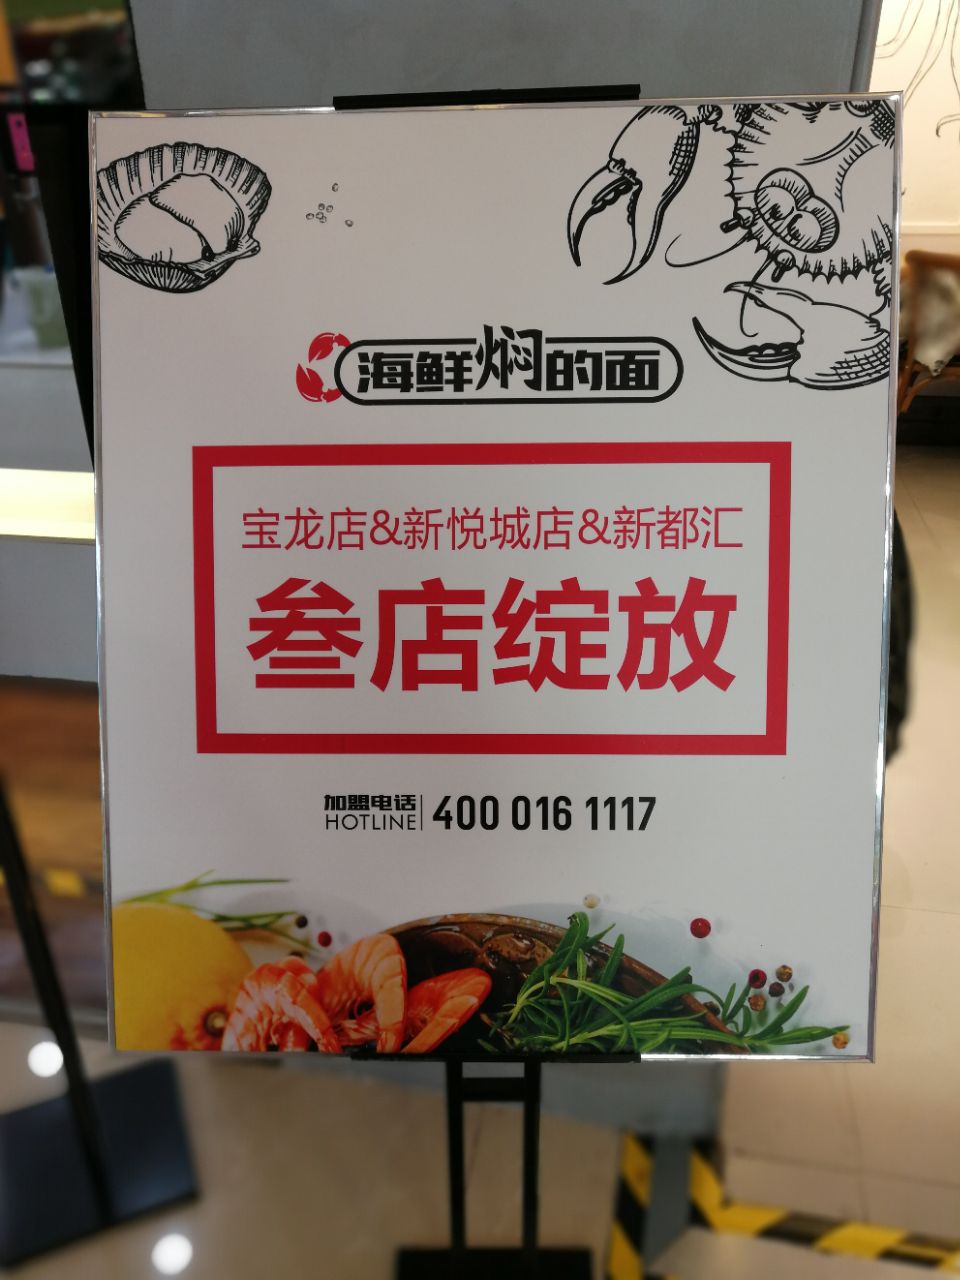 海鲜焖的面
宝龙店&新悦城店&新都汇
叁店绽放
加盟电话
HOTLINE
400 016 1117